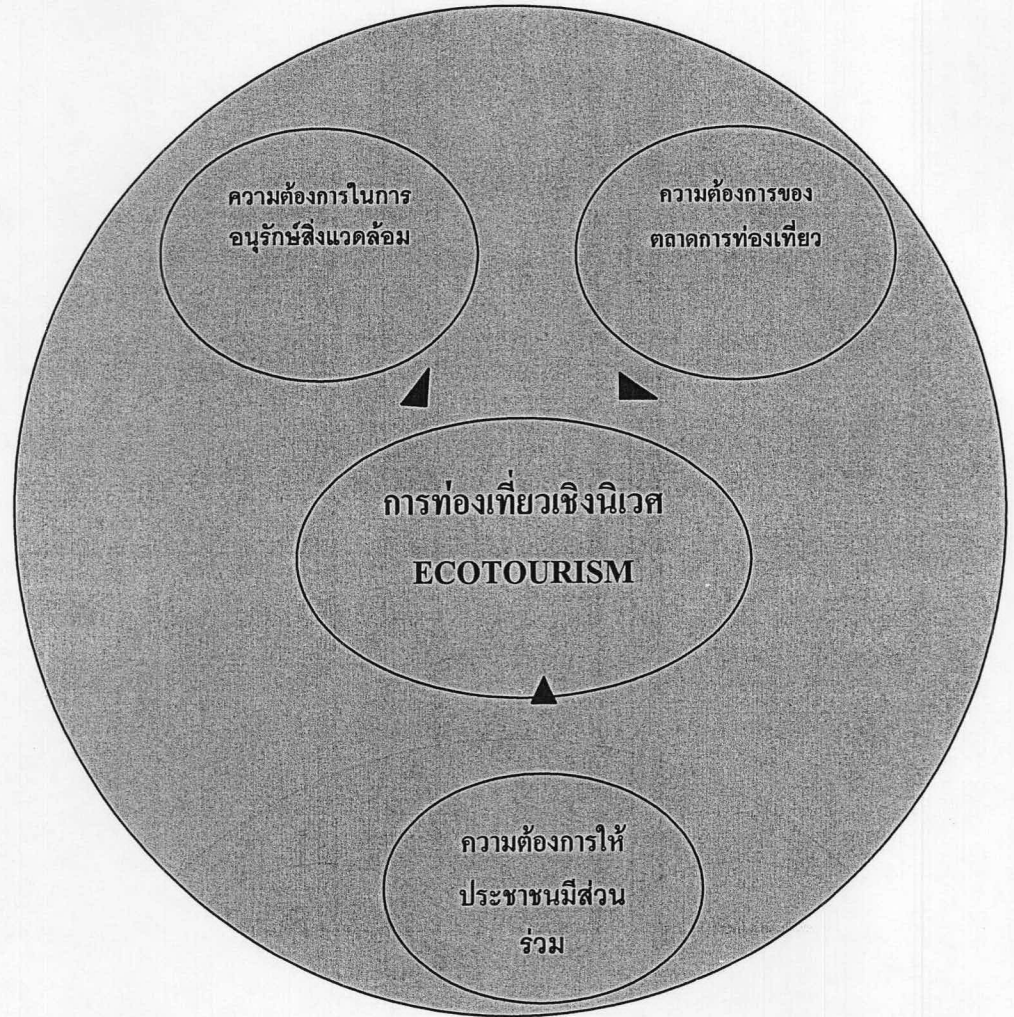 ความต้องการในการ
อนุรักษ์สิ่งแวดล้อม
ความต้องการของ
ตลาดการท่องเที่ยว
การท่องเที่ยวเชิงนิเวศ
ECOTOURISM
ความต้องการให้
ประชาชนมีส่วน
ร่วม